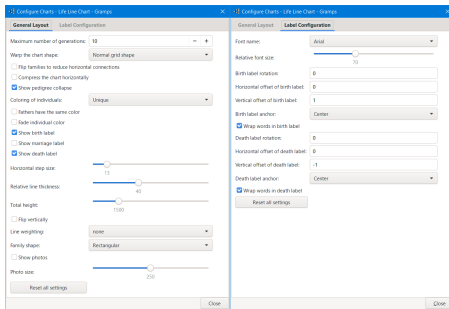 Configure Charts - Life Line Chart - Gramps
General Layout
Label Configuration
Maximum number of generations:
10
Warp the chart shape:
Normal grid shape
Flip families to reduce horizontal connections
Compress the chart horizontally
Show pedigree collapse
Coloring of individuals:
Unique
Fathers have the same color
Fade individual color
Show birth label
Show marriage label
Show death label
Horizontal step size:
13
Relative line thickness:
40
Total height:
1500
Flip vertically
Line weighting:
none
Family shape:
Rectangular
Show photos
Photo size:
250
Reset all settings
Close
Configure Charts - Life Line Chart - Gramps
General Layout
Label Configuration
Font name:
Arial
Relative font size:
70
Birth label rotation:
0
Horizontal offset of birth label:
0
Vertical offset of birth label:
1
Birth label anchor:
Center
Wrap words in birth label
Death label rotation:
0
Horizontal offset of death label:
0
Vertical offset of death label:
-1
Death label anchor:
Center
Wrap words in death label
Reset all settings
Close